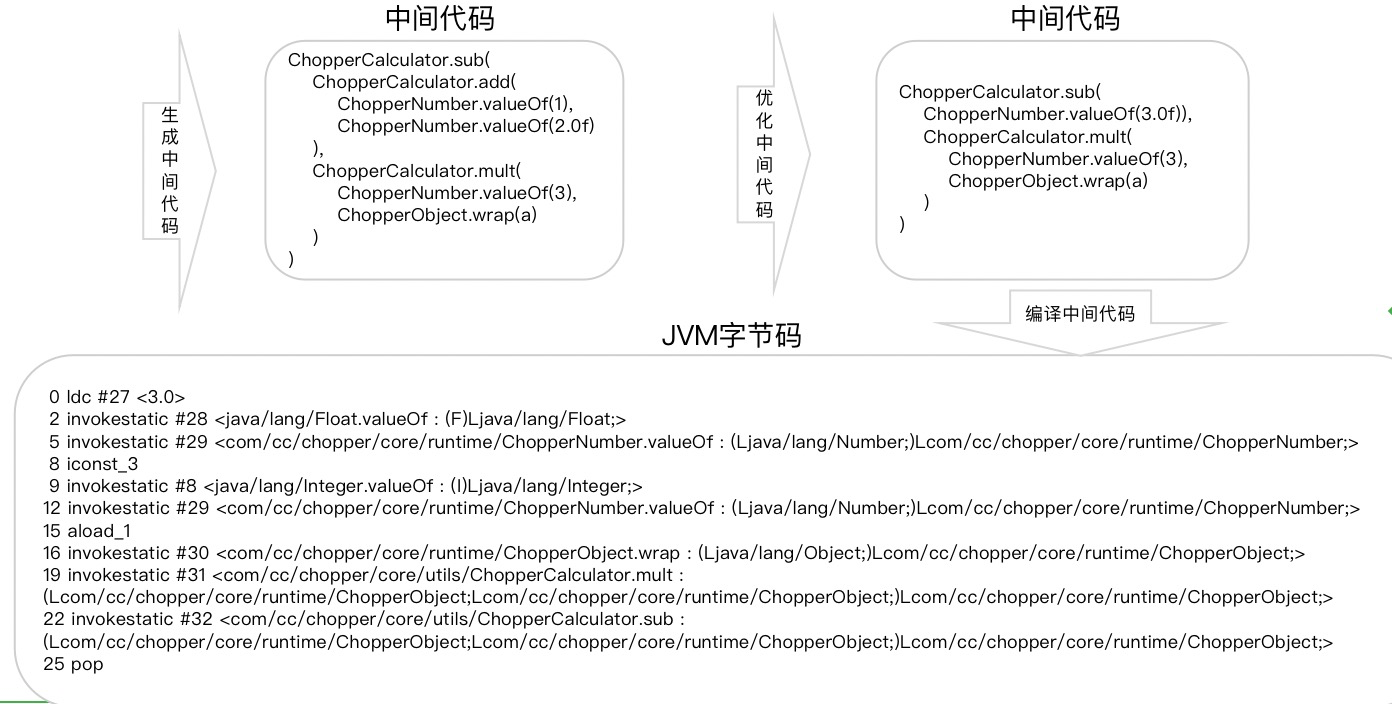 中间代码
生成中间代码
ChopperCalculator.sub(
ChopperCalculator.add(
ChopperNumber.valueOf(1),
ChopperNumber.valueOf(2.0f)
),
ChopperCalculator.mult(
ChopperNumber.valueOf(3),
ChopperObject.wrap(a)
)
)
中间代码
优化中间代码
ChopperCalculator.sub(
ChopperNumber.valueOf(3.0f)),
ChopperCalculator.mult(
ChopperNumber.valueOf(3),
ChopperObject.wrap(a)
)
)
编译中间代码
JVM字节码
0 ldc #27 <3.0>
2 invokestatic #28 <java/lang/Float.valueOf : (F)Ljava/lang/Float;>
5 invokestatic #29 <com/cc/chopper/core/runtime/ChopperNumber.valueOf : (Ljava/lang/Number;)Lcom/cc/chopper/core/runtime/ChopperNumber;>
8 iconst_3
9 invokestatic #8 <java/lang/Integer.valueOf : (I)Ljava/lang/Integer;>
12 invokestatic #29 <com/cc/chopper/core/runtime/ChopperNumber.valueOf : (Ljava/lang/Number;)Lcom/cc/chopper/core/runtime/ChopperNumber;>
15 aload_1
16 invokestatic #30 <com/cc/chopper/core/runtime/ChopperObject.wrap : (Ljava/lang/Object;)Lcom/cc/chopper/core/runtime/ChopperObject;>
19 invokestatic #31 <com/cc/chopper/core/utils/ChopperCalculator.mult :
(Lcom/cc/chopper/core/runtime/ChopperObject;Lcom/cc/chopper/core/runtime/ChopperObject;)Lcom/cc/chopper/core/runtime/ChopperObject;>
22 invokestatic #32 <com/cc/chopper/core/utils/ChopperCalculator.sub :
(Lcom/cc/chopper/core/runtime/ChopperObject;Lcom/cc/chopper/core/runtime/ChopperObject;)Lcom/cc/chopper/core/runtime/ChopperObject;>
25 pop